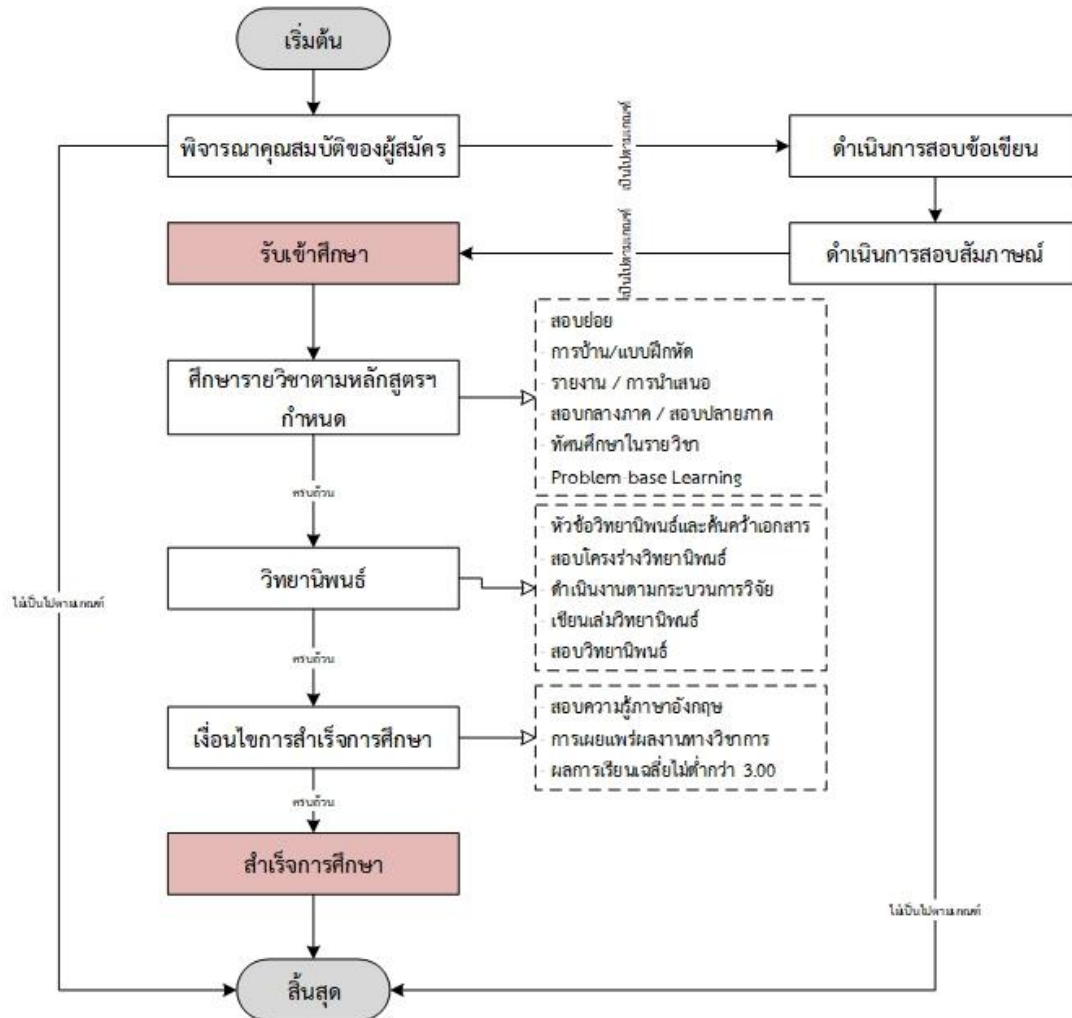 เริ่มต้น
พิจารณาคุณสมบัติของผู้สมัคร
เป็นไปตามเกณฑ์
ดำเนินการสอบข้อเขียน
รับเข้าศึกษา
เป็นไปตามเกณฑ์
ดำเนินการสอบสัมภาษณ์
ศึกษารายวิชาตามหลักสูตรฯ
กำหนด
- สอบย่อย
- การบ้าน/แบบฝึกหัด
- รายงาน / การนำเสนอ
- สอบกลางภาค / สอบปลายภาค
- ทัศนศึกษาในรายวิชา
- Problem-base Learning
ครบถ้วน
วิทยานิพนธ์
- หัวข้อวิทยานิพนธ์และค้นคว้าเอกสาร
- สอบโครงร่างวิทยานิพนธ์
- ดำเนินงานตามกระบวนการวิจัย
- เขียนเล่มวิทยานิพนธ์
- สอบวิทยานิพนธ์
ไม่เป็นไปตามเกณฑ์
ครบถ้วน
เงื่อนไขการสำเร็จการศึกษา
- สอบความรู้ภาษาอังกฤษ
- การเผยแพร่ผลงานทางวิชาการ
- ผลการเรียนเฉลี่ยไม่ต่ำกว่า 3.00
ครบถ้วน
สำเร็จการศึกษา
ไม่เป็นไปตามเกณฑ์
สิ้นสุด